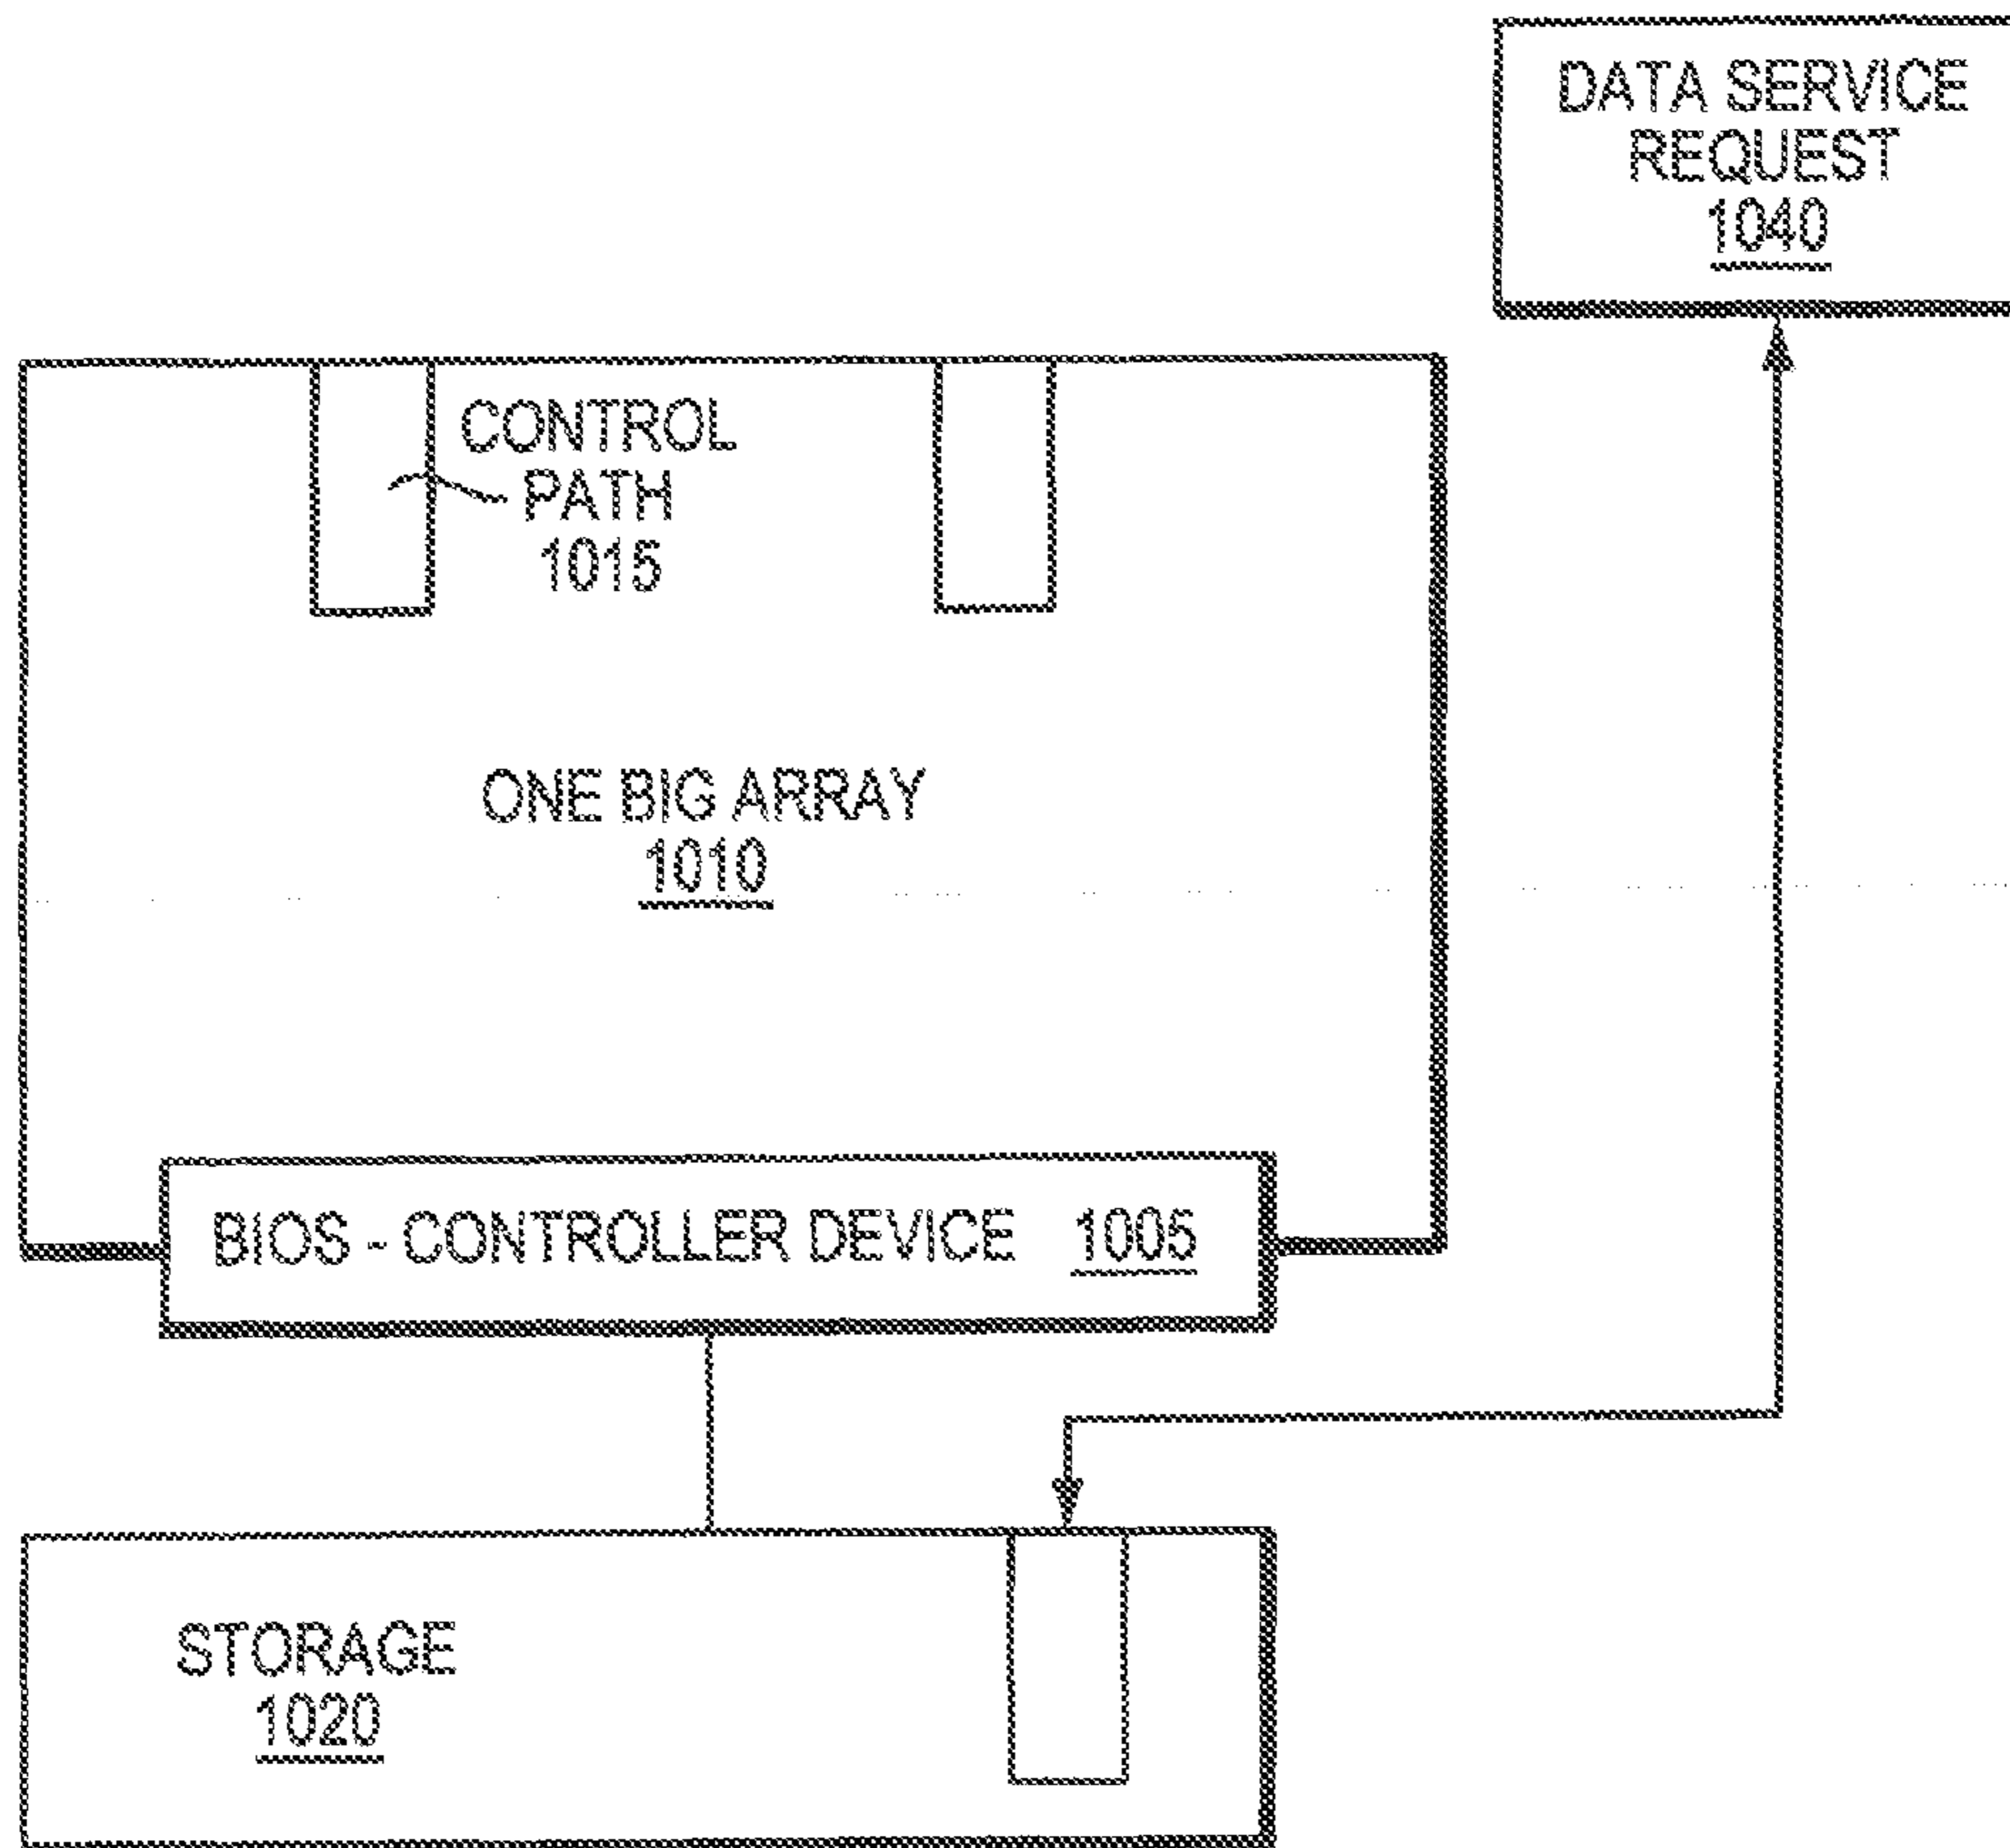 DATA SERVICE
REQUEST
1040
CONTROL
PATH
1015
ONE BIG ARRAY
1010
BIOS - CONTROLLER DEVICE 1005
STORAGE
1020